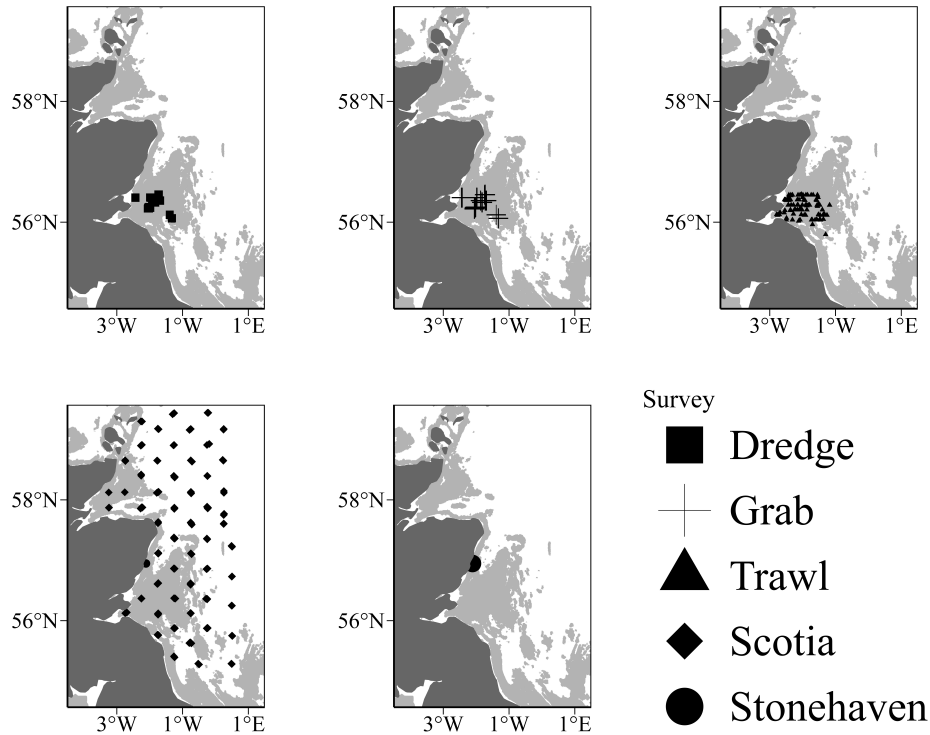 58°N
56°N
3°W 1°W 1°E
58°N
56°N
3°W 1°W 1°E
58°N
56°N
3°W 1°W 1°E
58°N
56°N
3°W 1°W 1°E
58°N
56°N
3°W 1°W 1°E
Survey
Dredge
Grab
Trawl
Scotia
Stonehaven